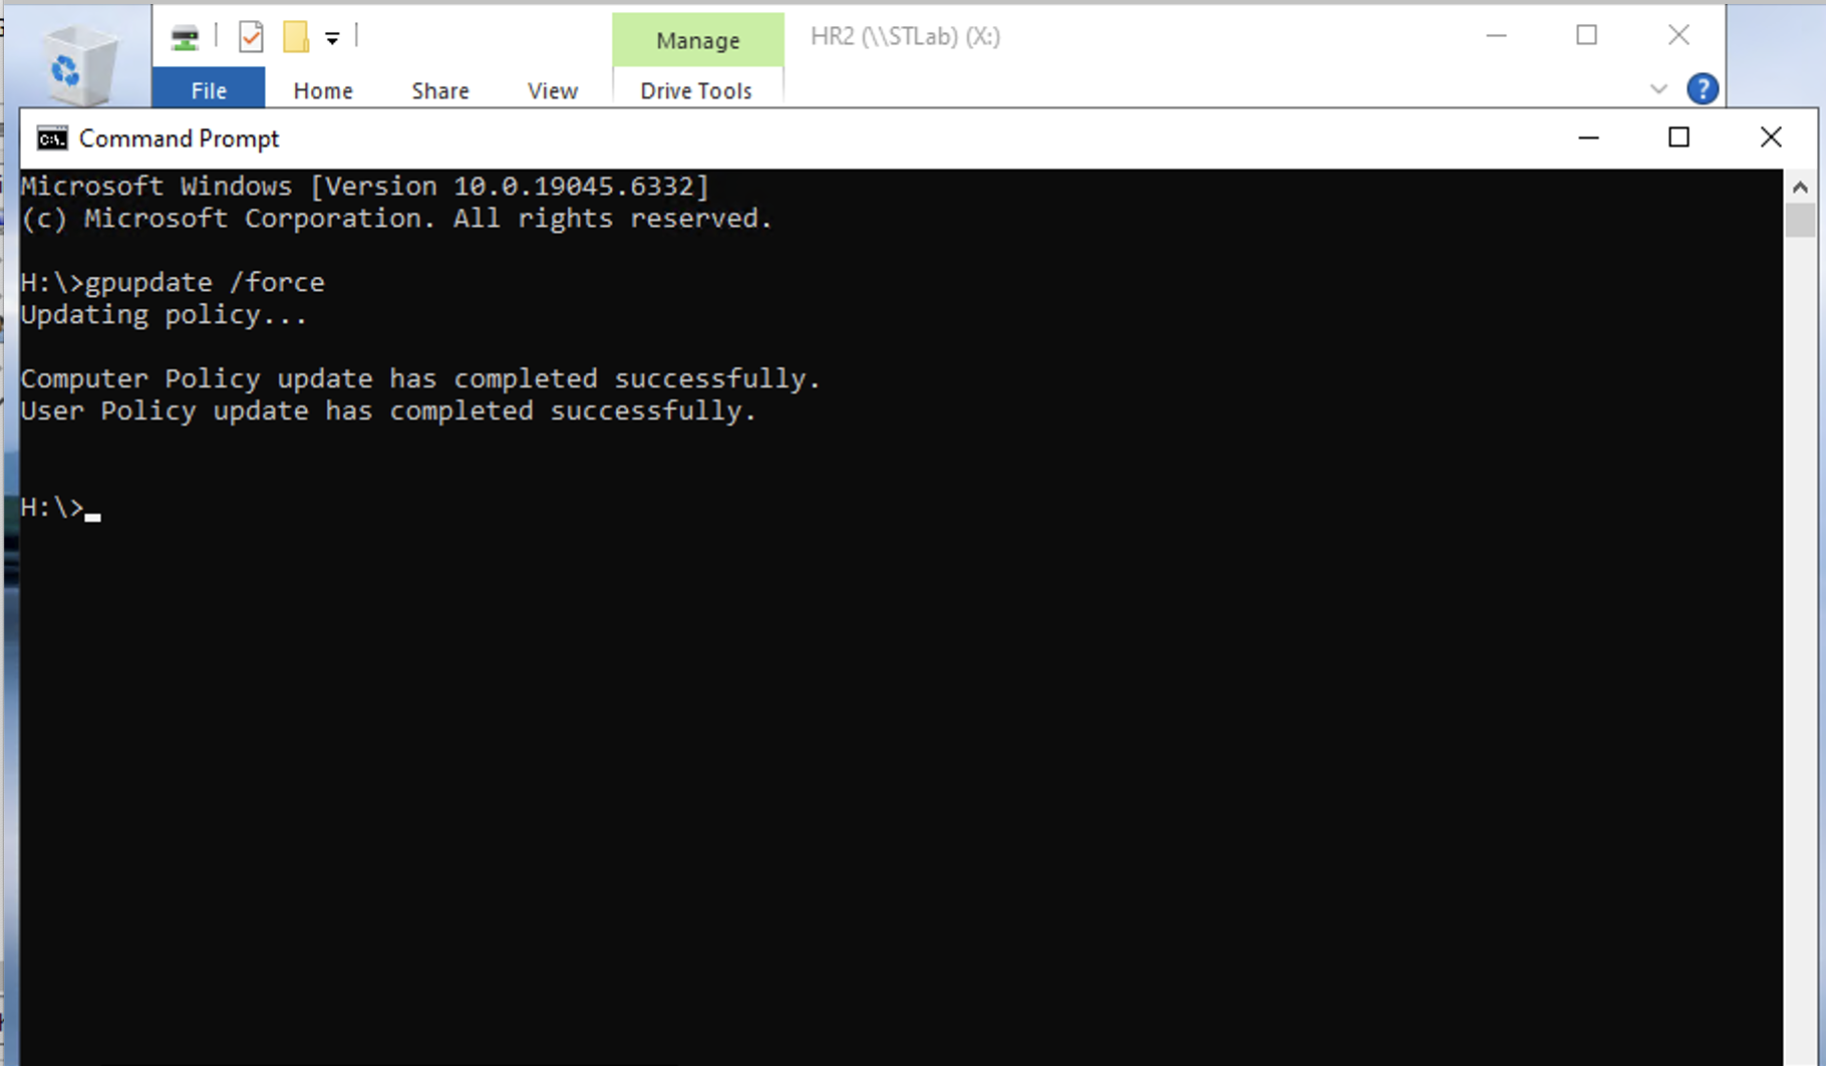 Manage
HR2 (\\STLab) (X:)
File
Home
Share
View
Drive Tools
?
C:\.
Command Prompt
Microsoft Windows [Version 10.0.19045.6332]
(c) Microsoft Corporation. All rights reserved.
H:\>gpupdate /force
Updating policy...
Computer Policy update has completed successfully.
User Policy update has completed successfully.
H:\>